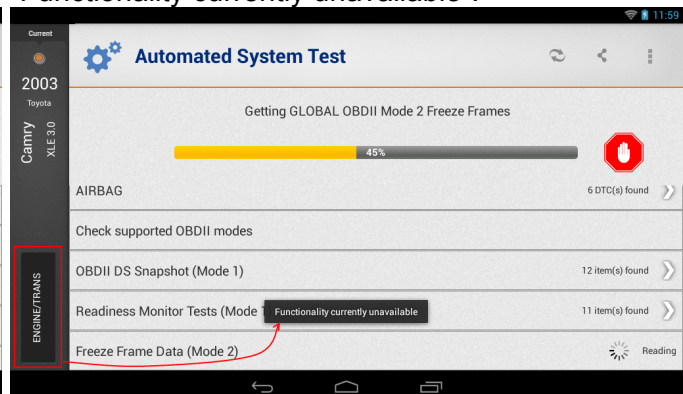 Functionality currently unavailable .
11:59
Current
2003
Toyota
Camry
XLE 3.0
ENGINE/TRANS
Automated System Test
Getting GLOBAL OBDII Mode 2 Freeze Frames
45%
AIRBAG 6 DTC(s) found
Check supported OBDII modes
OBDII DS Snapshot (Mode 1) 12 item(s) found
Readiness Monitor Tests (Mode 11 item(s) found
Functionality currently unavailable
Freeze Frame Data (Mode 2) Reading